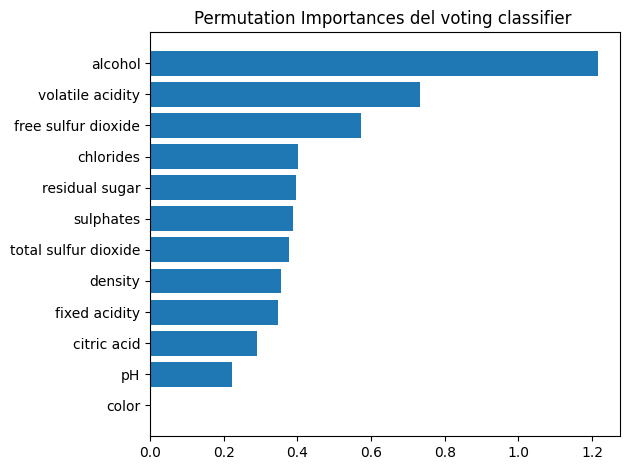 Permutation Importances del voting classifier
alcohol
volatile acidity
free sulfur dioxide
chlorides
residual sugar
sulphates
total sulfur dioxide
density
fixed acidity
citric acid
pH
color
0.0 0.2 0.4 0.6 0.8 1.0 1.2